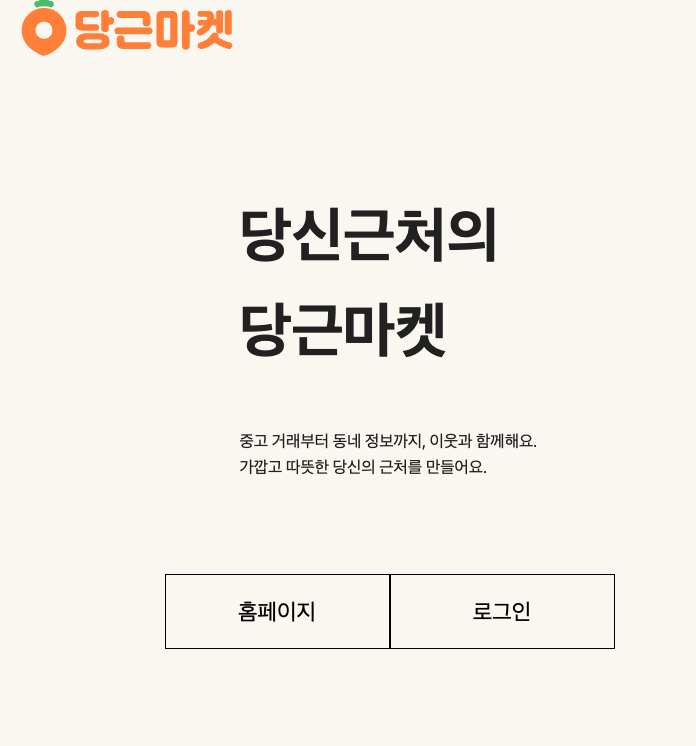 당근마켓
당신근처의
당근마켓
중고 거래부터 동네 정보까지, 이웃과 함께해요.
가깝고 따뜻한 당신의 근처를 만들어요.
홈페이지
로그인